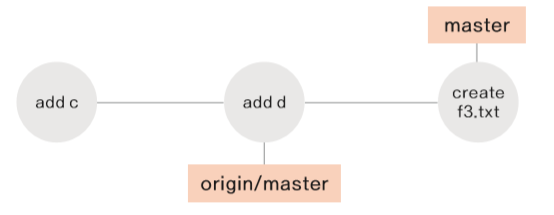 master
add c
add d
create
f3.txt
origin/master